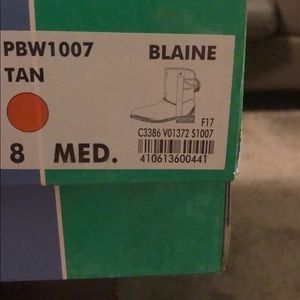 PBW1007 BLAINE
TAN
F17
8 MED.
C3386 V01372 S1007
410613600441